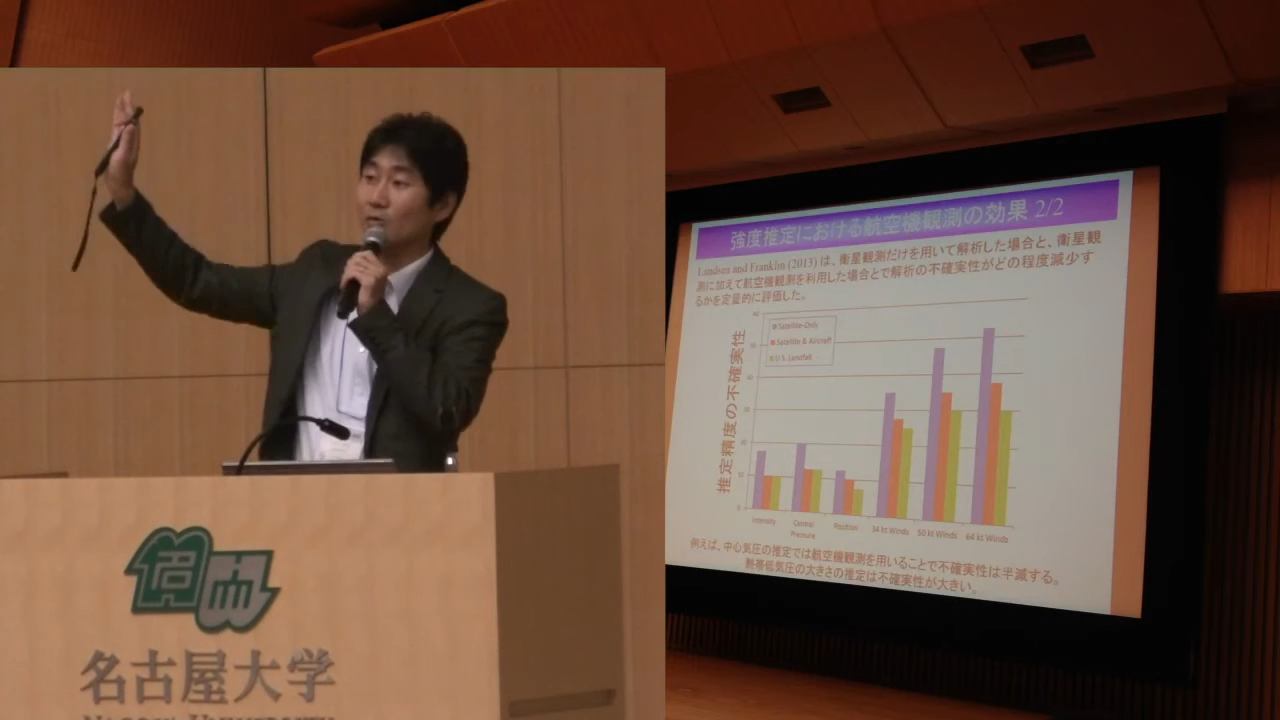 名古屋大学
NAGOYA UNIVERSITY
強度推定における航空機観測の効果 2/2
Landsea and Franklin (2013) は、衛星観測だけを用いて解析した場合と、衛星観
測に加えて航空機観測を利用した場合とで解析の不確実性がどの程度減少す
るかを定量的に評価した。
推定精度の不確実性
Satellite-Only
Satellite & Aircraft
U.S. Landfall
10
0
Intensity
Central
Pressure
Position
34 kt Winds
50 kt Winds
64 kt Winds
例えば、中心気圧の推定では航空機観測を用いることで不確実性は半減する。
熱帯低気圧の大きさの推定は不確実性が大きい。